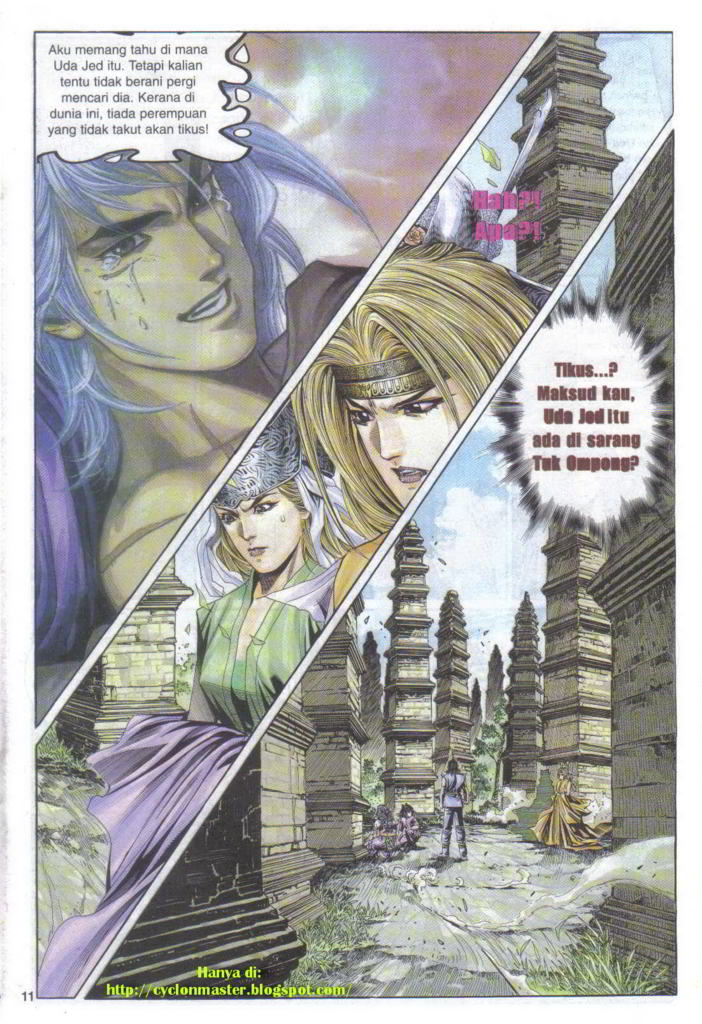 Aku memang tahu di mana
Uda Jed itu. Tetapi kalian
tentu tidak berani pergi
mencari dia. Kerana di
dunia ini, tiada perempuan
yang tidak takut akan tikus!
Hah?!
Apa?!
Tikus...?
Maksud kau,
Uda Jed itu
ada di sarang
Tuk Ompong?
Hanya di:
http://cyclonmaster.blogspot.com/
11